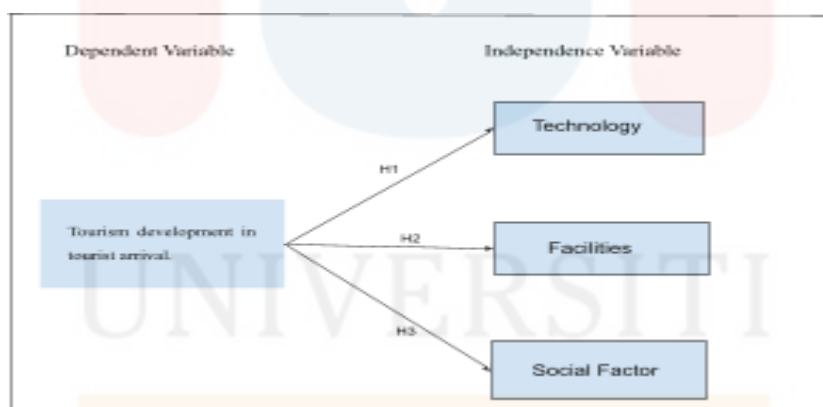 Dependent Variable
Independence Variable
Technology
H1
Tourism development in
tourist arrival.
H2
Facilities
UNIVERSITI
H3
Social Factor